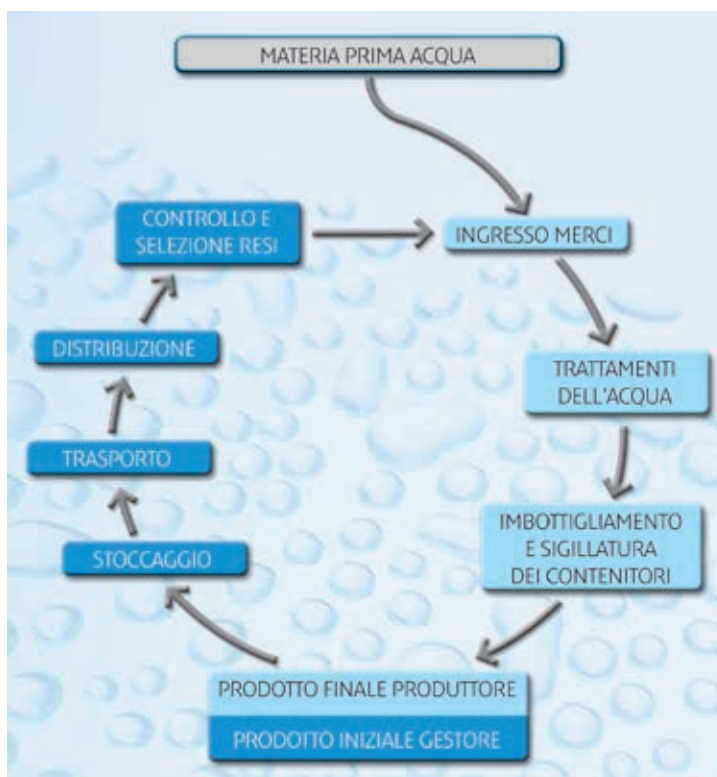 MATERIA PRIMA ACQUA
CONTROLLO E
SELEZIONE RESI
INGRESSO MERCI
DISTRIBUZIONE
TRATTAMENTI
DELL'ACQUA
TRASPORTO
IMBOTTIGLIAMENTO
E SIGILLATURA
DEI CONTENITORI
STOCCAGGIO
PRODOTTO FINALE PRODUTTORE
PRODOTTO INIZIALE GESTORE